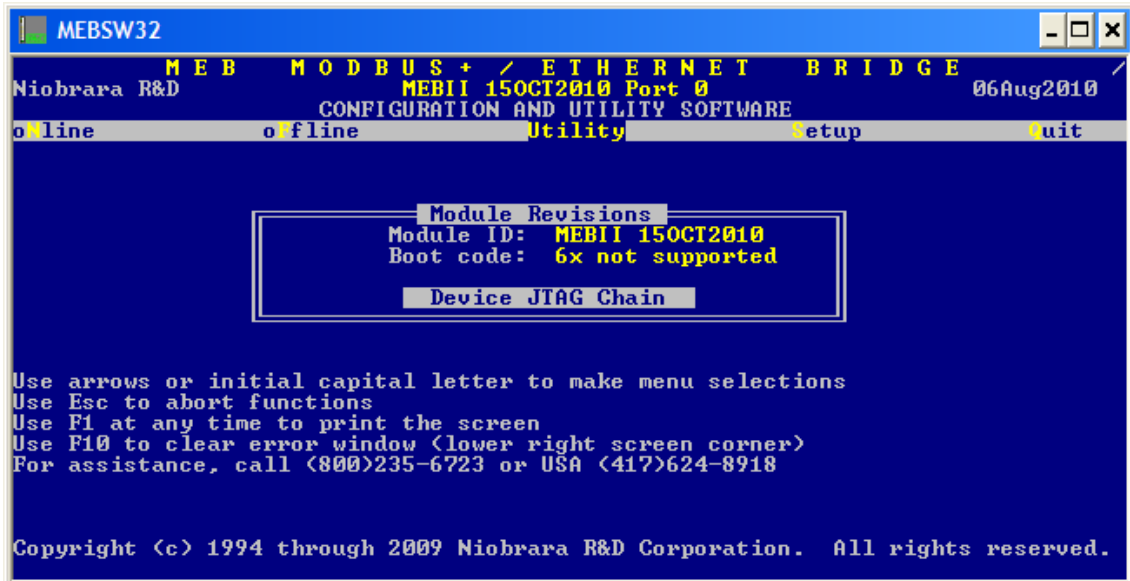 MEBSW32
M E B M O D B U S + / E T H E R N E T B R I D G E /
Niobrara R&D MEBII 15OCT2010 Port 0 06Aug2010
CONFIGURATION AND UTILITY SOFTWARE
oNline oFfline Utility Setup Quit
Module Revisions
Module ID: MEBII 15OCT2010
Boot code: 6x not supported
Device JTAG Chain
Use arrows or initial capital letter to make menu selections
Use Esc to abort functions
Use F1 at any time to print the screen
Use F10 to clear error window (lower right screen corner)
For assistance, call (800)235-6723 or USA (417)624-8918
Copyright (c) 1994 through 2009 Niobrara R&D Corporation. All rights reserved.